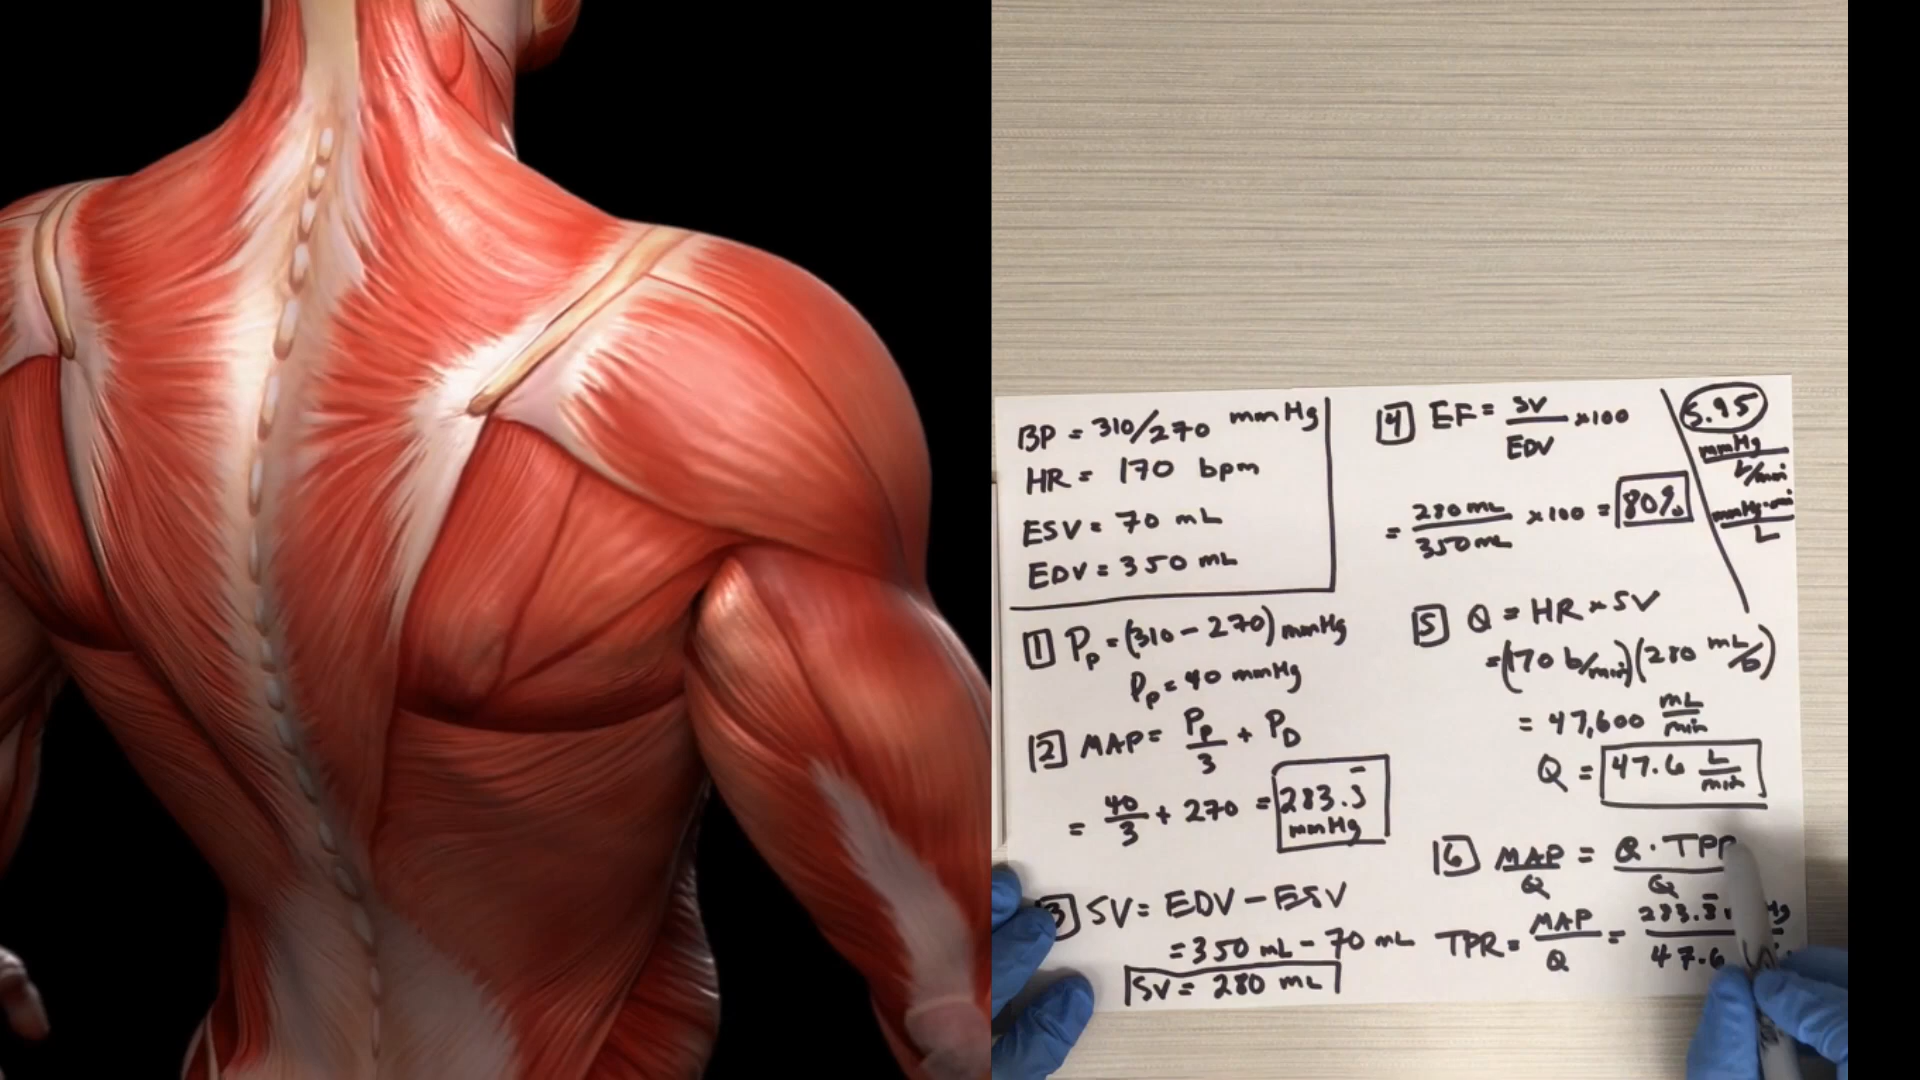 BP = 310/270 mmHg
HR = 170 bpm
ESV = 70 mL
EDV = 350 mL
1 Pp = (310 - 270) mmHg
Pp = 40 mmHg
2 MAP = Pp/3 + PD
= 40/3 + 270 = 283.3̅ mmHg
3 SV = EDV - ESV
= 350 mL - 70 mL
SV = 280 mL
4 EF = SV/EDV × 100
= 280 mL/350 mL × 100 = 80%
5 Q = HR × SV
= (170 b/min)(280 mL/b)
= 47,600 mL/min
Q = 47.6 L/min
6 MAP/Q = Q · TPR/Q
TPR = MAP/Q = 283.3̅ Hg/47.6
5.95
mmHg
L/min
mmHg·min
L